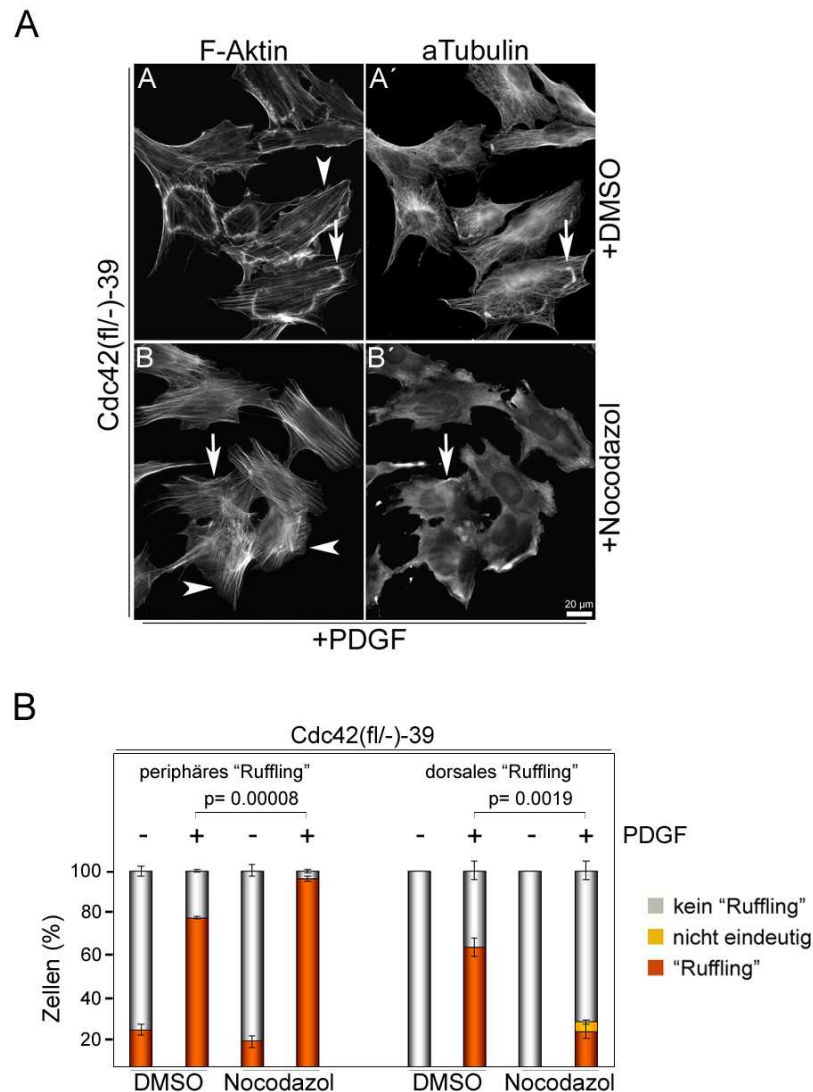 A
F-Aktin aTubulin
A A´
Cdc42(fl/-)-39
+DMSO
B B´
+Nocodazol
20 µm
+PDGF
B
Cdc42(fl/-)-39
periphäres “Ruffling” dorsales “Ruffling”
p= 0.00008 p= 0.0019
- + - + - + - + PDGF
Zellen (%)
100
80
60
40
20
kein “Ruffling”
nicht eindeutig
“Ruffling”
DMSO Nocodazol DMSO Nocodazol